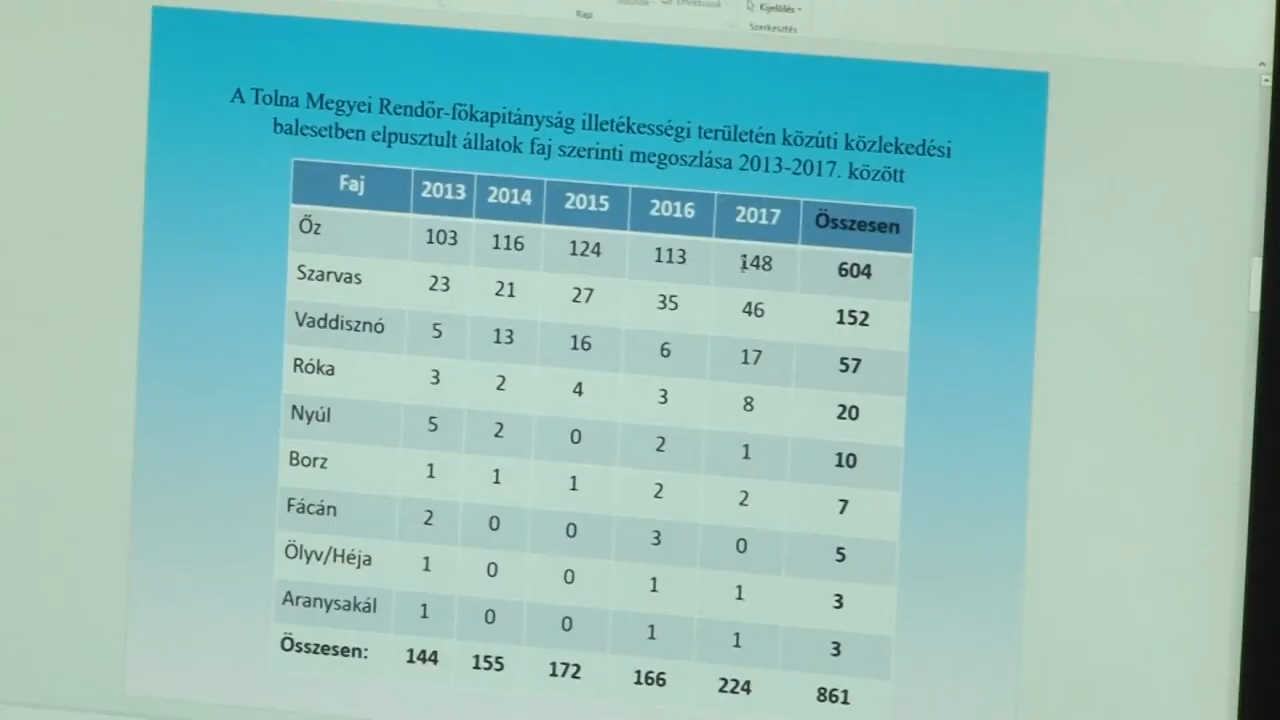 Rajz
Kijelölés
Szerkesztés
A Tolna Megyei Rendőr-főkapitányság illetékességi területén közúti közlekedési
balesetben elpusztult állatok faj szerinti megoszlása 2013-2017. között
Faj 2013 2014 2015 2016 2017 Összesen
Őz 103 116 124 113 148 604
Szarvas 23 21 27 35 46 152
Vaddisznó 5 13 16 6 17 57
Róka 3 2 4 3 8 20
Nyúl 5 2 0 2 1 10
Borz 1 1 1 2 2 7
Fácán 2 0 0 3 0 5
Ölyv/Héja 1 0 0 1 1 3
Aranysakál 1 0 0 1 1 3
Összesen: 144 155 172 166 224 861